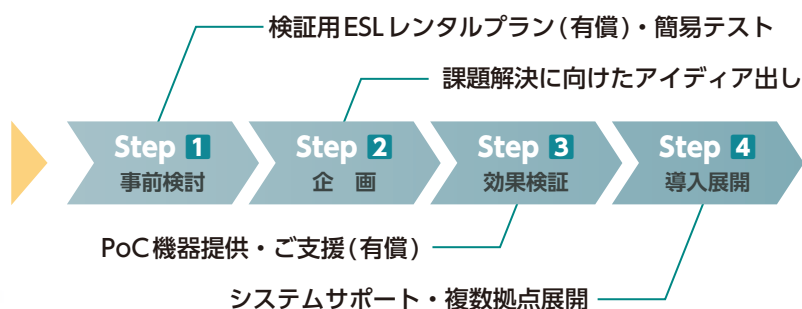 検証用ESLレンタルプラン(有償)・簡易テスト
課題解決に向けたアイディア出し
Step 1
事前検討
Step 2
企　画
Step 3
効果検証
Step 4
導入展開
PoC機器提供・ご支援(有償)
システムサポート・複数拠点展開